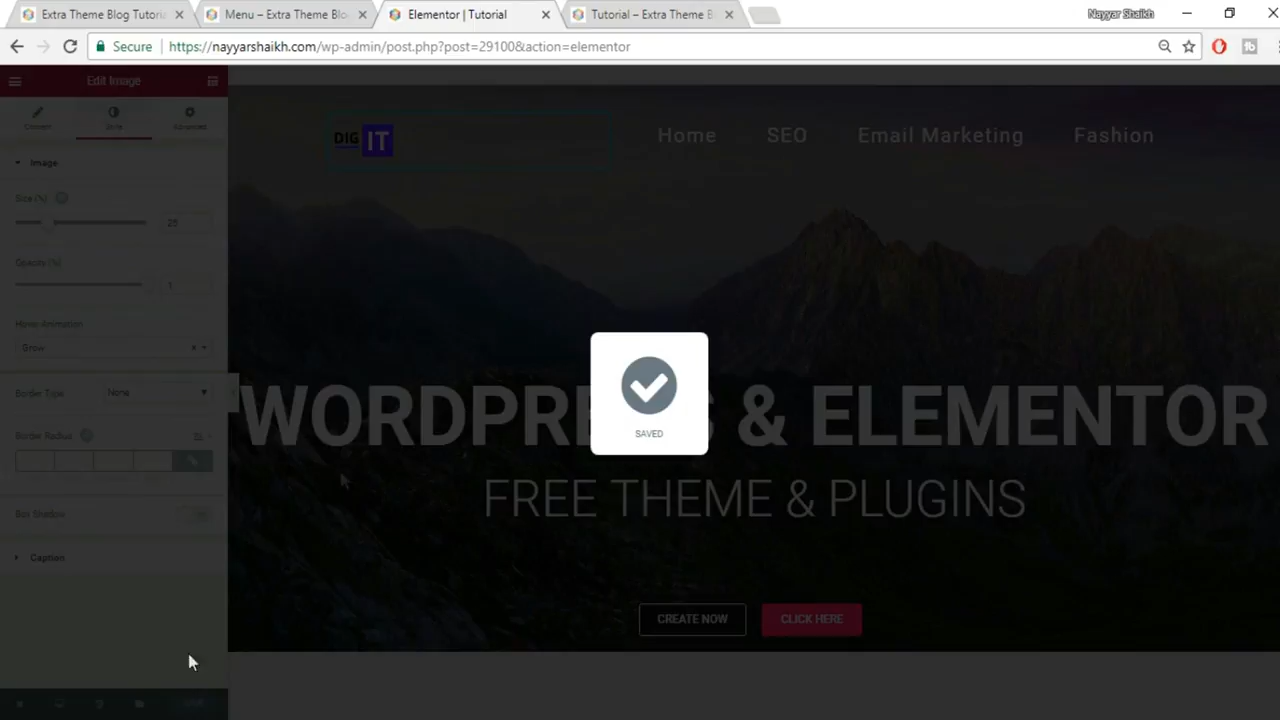 Extra Theme Blog Tutoria
Menu – Extra Theme Blo
Elementor | Tutorial
Tutorial – Extra Theme B
Nayyar Shaikh
Secure
https://nayyarshaikh.com/wp-admin/post.php?post=29100&action=elementor
Edit Image
Content
Style
Advanced
Image
Size (%)
25
Opacity (%)
1
Hover Animation
Grow
Border Type
None
Border Radius
Box Shadow
Caption
DIG IT
Home
SEO
Email Marketing
Fashion
WORDPRE S & ELEMENTOR
FREE THEME & PLUGINS
SAVED
CREATE NOW
CLICK HERE